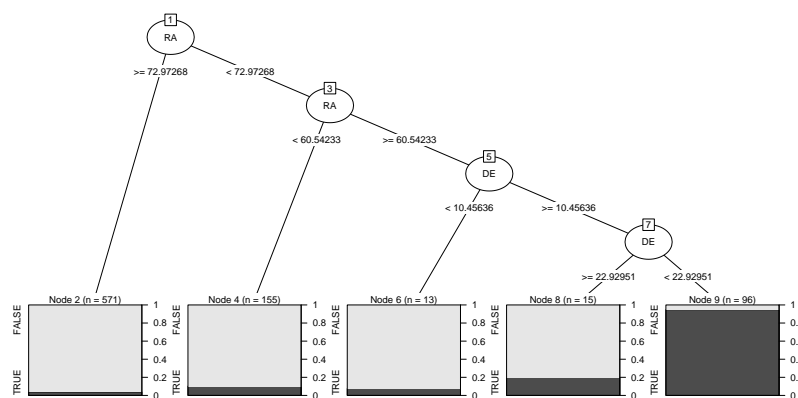 1
RA
>= 72.97268
< 72.97268
3
RA
< 60.54233
>= 60.54233
5
DE
< 10.45636
>= 10.45636
7
DE
>= 22.92951
< 22.92951
Node 2 (n = 571)
FALSE
TRUE
1
0.8
0.6
0.4
0.2
0
Node 4 (n = 155)
FALSE
TRUE
1
0.8
0.6
0.4
0.2
0
Node 6 (n = 13)
FALSE
TRUE
1
0.8
0.6
0.4
0.2
0
Node 8 (n = 15)
FALSE
TRUE
1
0.8
0.6
0.4
0.2
0
Node 9 (n = 96)
FALSE
TRUE
1